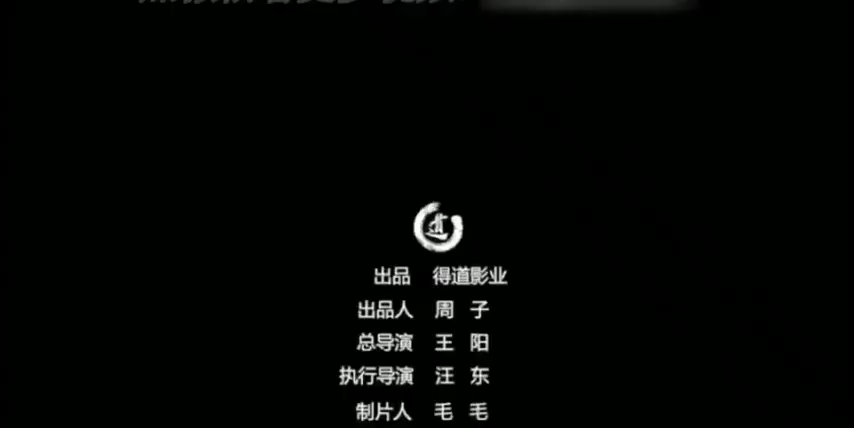 道
出品 得道影业
出品人 周 子
总导演 王 阳
执行导演 汪 东
制片人 毛 毛